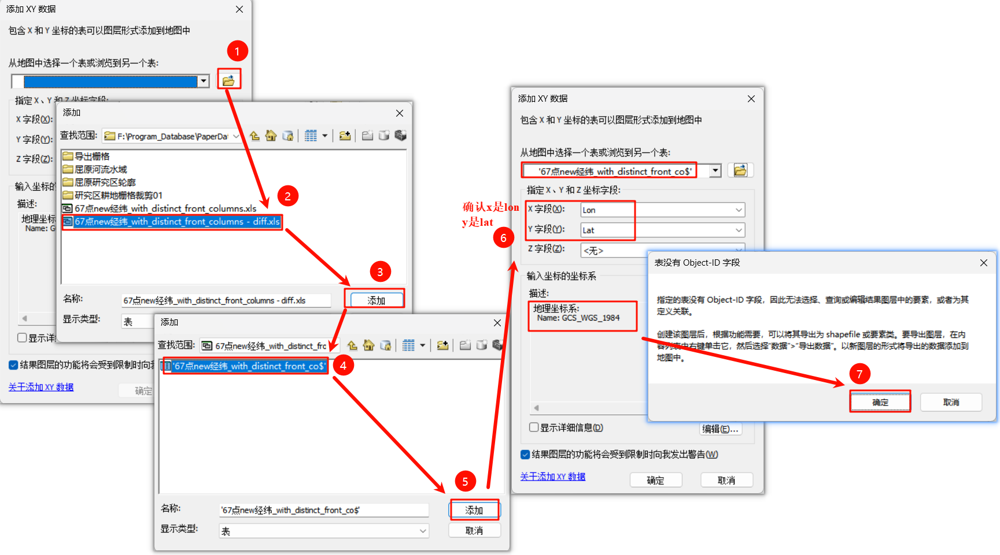 添加 XY 数据
包含 X 和 Y 坐标的表可以图层形式添加到地图中
1
从地图中选择一个表或浏览到另一个表:
指定 X、Y 和 Z 坐标字段:
X 字段(X):
Y 字段(Y):
Z 字段(Z):
输入坐标的
描述:
地理坐标
Name: G
显示详
结果图层的功能将会受到限制时向我
关于添加 XY 数据
确定
添加
查找范围:
F:\Program_Database\PaperDat
导出栅格
屈原河流水域
屈原研究区轮廓
研究区耕地栅格裁剪01
2
67点new经纬_with_distinct_front_columns.xls
67点new经纬_with_distinct_front_columns - diff.xls
3
名称:
67点new经纬_with_distinct_front_columns - diff.xls
添加
显示类型:
表
添加
查找范围:
67点new经纬_with_distinct_fro
'67点new经纬_with_distinct_front_co$'
4
5
名称:
'67点new经纬_with_distinct_front_co$'
添加
显示类型:
表
取消
确认x是lon
y是lat
6
添加 XY 数据
包含 X 和 Y 坐标的表可以图层形式添加到地图中
从地图中选择一个表或浏览到另一个表:
'67点new经纬_with_distinct_front_co$'
指定 X、Y 和 Z 坐标字段:
X 字段(X):
Lon
Y 字段(Y):
Lat
Z 字段(Z):
<无>
输入坐标的坐标系
描述:
地理坐标系:
Name: GCS_WGS_1984
显示详细信息(D)
编辑(E)...
结果图层的功能将会受到限制时向我发出警告(W)
关于添加 XY 数据
确定
取消
表没有 Object-ID 字段
指定的表没有 Object-ID 字段，因此无法选择、查询或编辑结果图层中的要素，或者为其
定义关联。
创建该图层后，根据功能需要，可以将其导出为 shapefile 或要素类。要导出图层，在内
容列表中右键单击它，然后选择"数据">"导出数据"。以新图层的形式将导出的数据添加到
地图中。
7
确定
取消